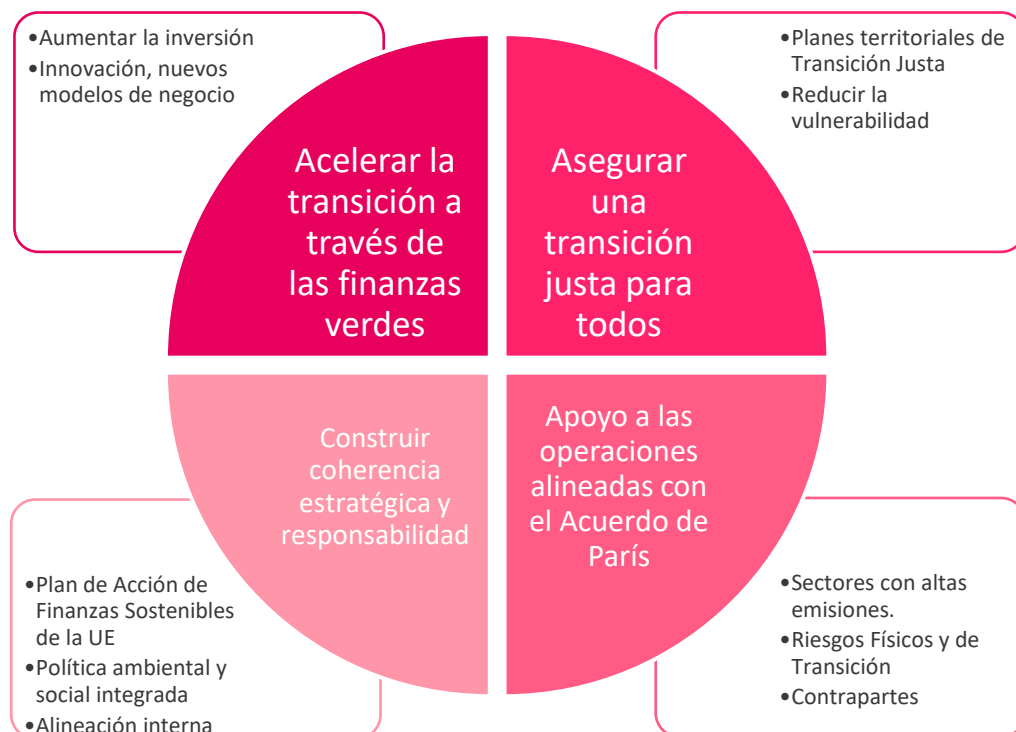 •Aumentar la inversión
•Innovación, nuevos
modelos de negocio
•Planes territoriales de
Transición Justa
•Reducir la
vulnerabilidad
Acelerar la
transición a
través de
las finanzas
verdes
Asegurar
una
transición
justa para
todos
Construir
coherencia
estratégica y
responsabilidad
Apoyo a las
operaciones
alineadas con
el Acuerdo de
París
•Plan de Acción de
Finanzas Sostenibles
de la UE
•Política ambiental y
social integrada
•Alineación interna
•Sectores con altas
emisiones.
•Riesgos Físicos y de
Transición
•Contrapartes